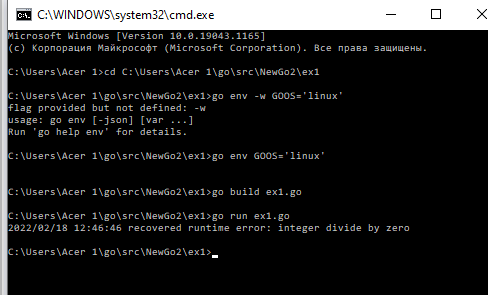 C:\WINDOWS\system32\cmd.exe
Microsoft Windows [Version 10.0.19043.1165]
(c) Корпорация Майкрософт (Microsoft Corporation). Все права защищены.
C:\Users\Acer 1>cd C:\Users\Acer 1\go\src\NewGo2\ex1
C:\Users\Acer 1\go\src\NewGo2\ex1>go env -w GOOS='linux'
flag provided but not defined: -w
usage: go env [-json] [var ...]
Run 'go help env' for details.
C:\Users\Acer 1\go\src\NewGo2\ex1>go env GOOS='linux'
C:\Users\Acer 1\go\src\NewGo2\ex1>go build ex1.go
C:\Users\Acer 1\go\src\NewGo2\ex1>go run ex1.go
2022/02/18 12:46:46 recovered runtime error: integer divide by zero
C:\Users\Acer 1\go\src\NewGo2\ex1>